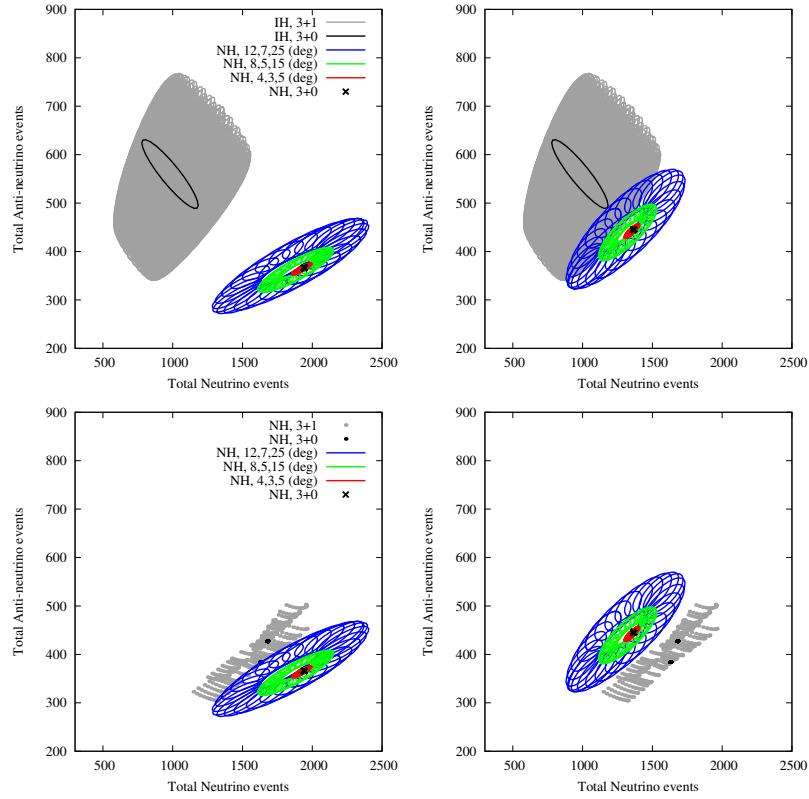 900
800
700
600
500
400
300
200
500
1000
1500
2000
2500
Total Anti-neutrino events
Total Neutrino events
IH, 3+1
IH, 3+0
NH, 12,7,25 (deg)
NH, 8,5,15 (deg)
NH, 4,3,5 (deg)
NH, 3+0
900
800
700
600
500
400
300
200
500
1000
1500
2000
2500
Total Anti-neutrino events
Total Neutrino events
900
800
700
600
500
400
300
200
500
1000
1500
2000
2500
Total Anti-neutrino events
Total Neutrino events
NH, 3+1
NH, 3+0
NH, 12,7,25 (deg)
NH, 8,5,15 (deg)
NH, 4,3,5 (deg)
NH, 3+0
900
800
700
600
500
400
300
200
500
1000
1500
2000
2500
Total Anti-neutrino events
Total Neutrino events